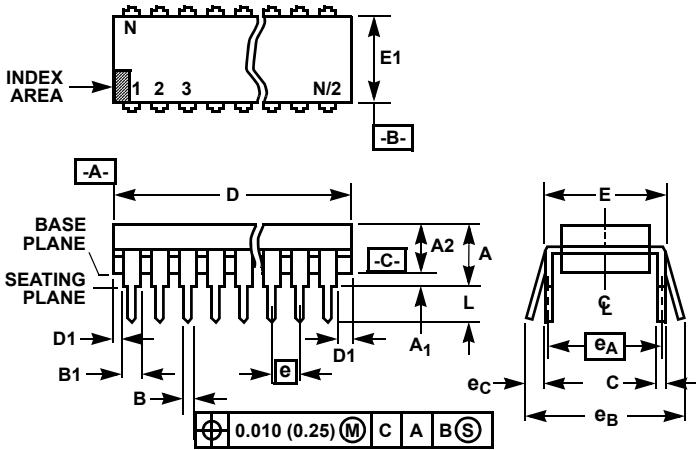 N
E1
INDEX
AREA
1 2 3 N/2
-B-
-A-
D
E
BASE
PLANE
A2
A
-C-
SEATING
PLANE
L
C
L
D1
A1
D1
eA
B1
e
eC
C
B
eB
0.010 (0.25) M C A B S